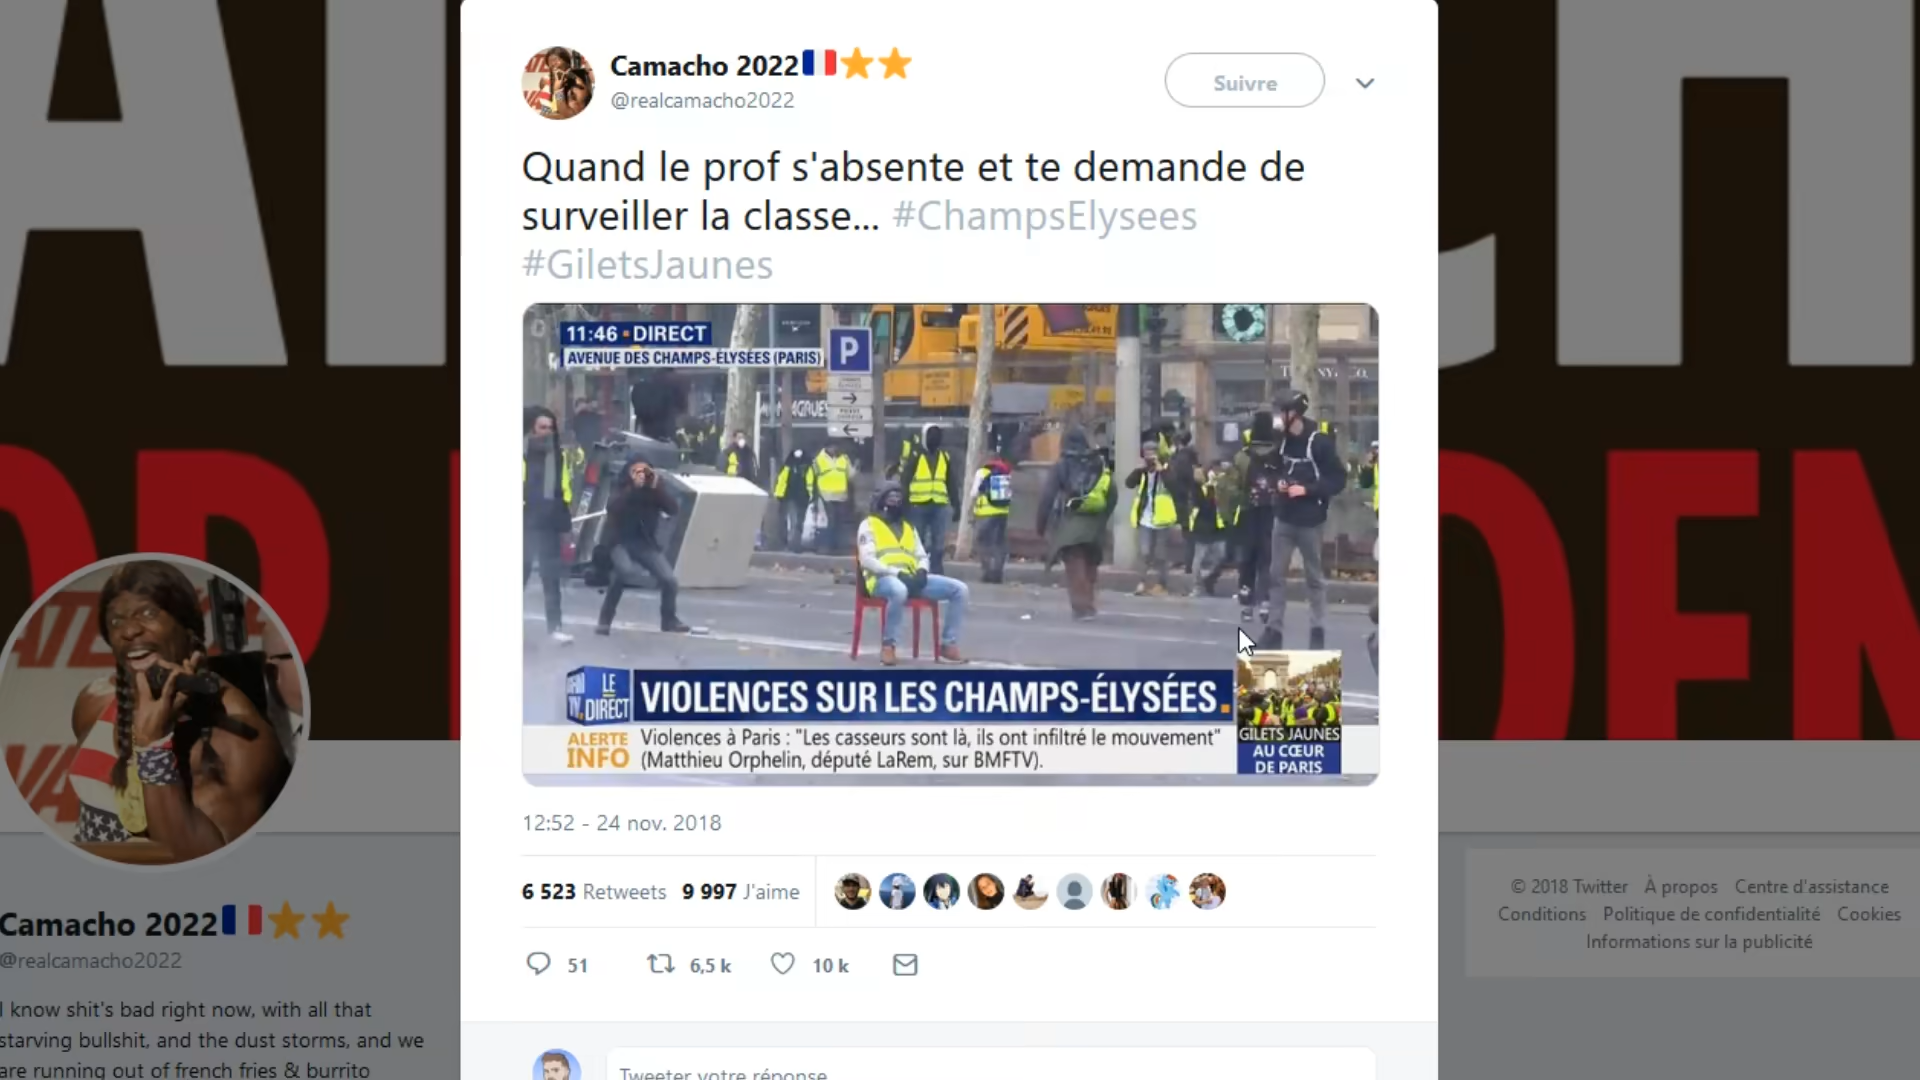 Camacho 2022
@realcamacho2022
Suivre
Quand le prof s'absente et te demande de
surveiller la classe... #ChampsElysees
#GiletsJaunes
11:46 DIRECT
AVENUE DES CHAMPS-ÉLYSÉES (PARIS)
P
LE
DIRECT
VIOLENCES SUR LES CHAMPS-ÉLYSÉES.
ALERTE
INFO
Violences à Paris : "Les casseurs sont là, ils ont infiltré le mouvement"
(Matthieu Orphelin, député LaRem, sur BMFTV).
GILETS JAUNES
AU CŒUR
DE PARIS
12:52 - 24 nov. 2018
6 523 Retweets 9 997 J'aime
51 6,5 k 10 k
Tweeter votre réponse
Camacho 2022
@realcamacho2022
I know shit's bad right now, with all that
starving bullshit, and the dust storms, and we
are running out of french fries & burrito
© 2018 Twitter À propos Centre d'assistance
Conditions Politique de confidentialité Cookies
Informations sur la publicité